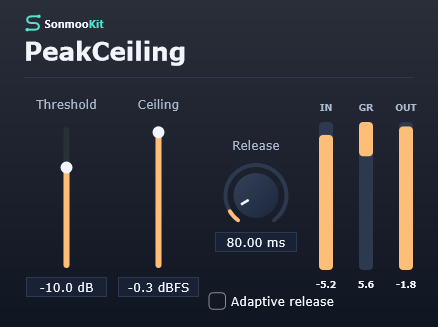 SonmooKit
PeakCeiling
Threshold
Ceiling
Release
IN
GR
OUT
80.00 ms
-10.0 dB
-0.3 dBFS
-5.2
5.6
-1.8
Adaptive release